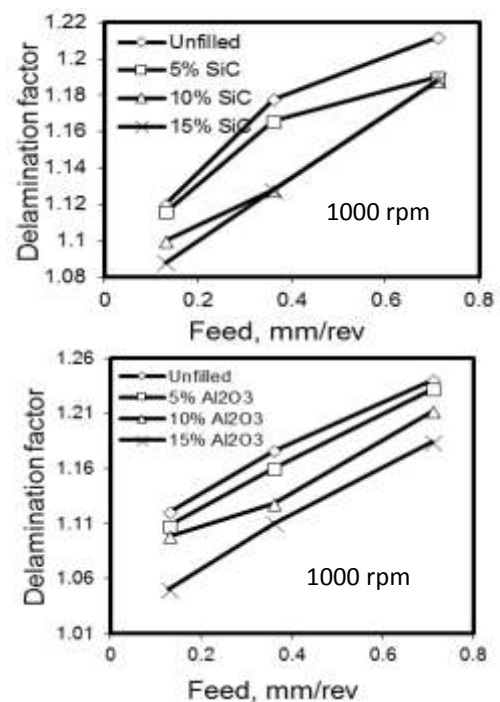 Delamination factor
1.22
1.2
1.18
1.16
1.14
1.12
1.1
1.08
Unfilled
5% SiC
10% SiC
15% SiC
1000 rpm
0 0.2 0.4 0.6 0.8
Feed, mm/rev
Delamination factor
1.26
1.21
1.16
1.11
1.06
1.01
Unfilled
5% Al2O3
10% Al2O3
15% Al2O3
1000 rpm
0 0.2 0.4 0.6 0.8
Feed, mm/rev